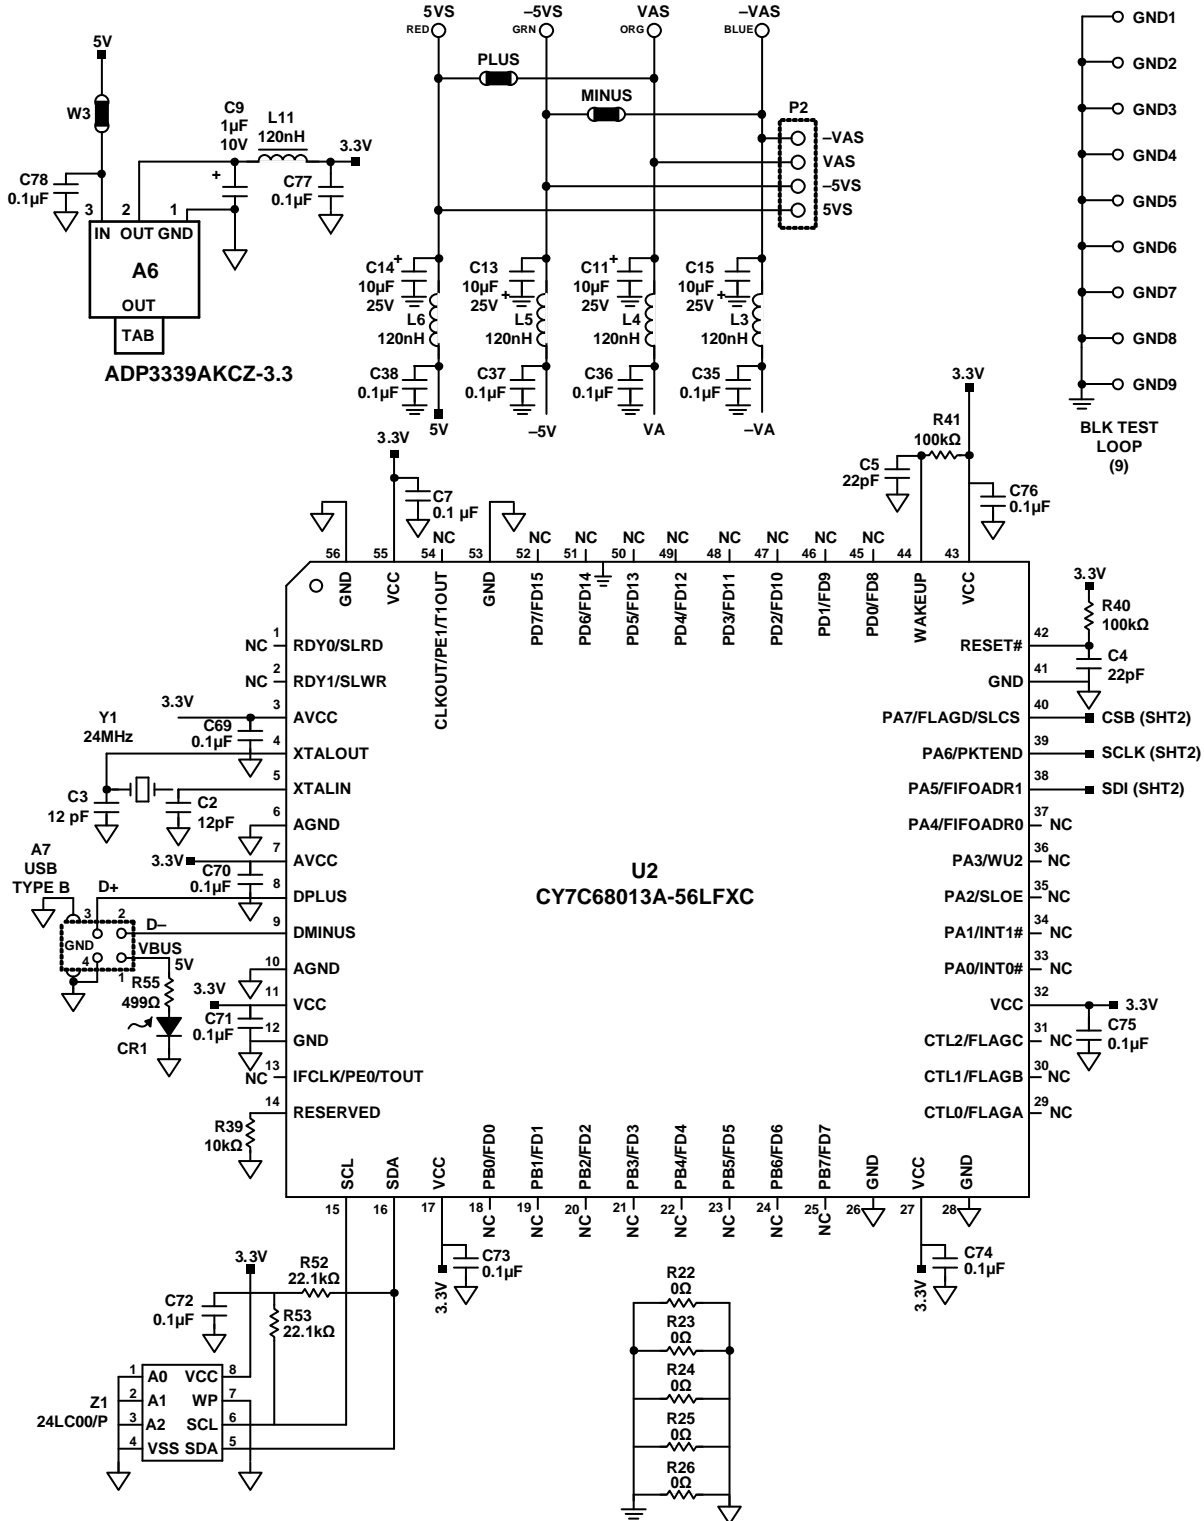 5VS
RED
–5VS
GRN
VAS
ORG
–VAS
BLUE
PLUS
MINUS
P2
–VAS
VAS
–5VS
5VS
GND1
GND2
GND3
GND4
GND5
GND6
GND7
GND8
GND9
BLK TEST
LOOP
(9)
5V
W3
C9
1µF
10V
+
L11
120nH
3.3V
C78
0.1µF
C77
0.1µF
3
2
1
IN OUT GND
A6
OUT
TAB
ADP3339AKCZ-3.3
C14
+
10µF
25V
C13
10µF
25V
+
C11
+
10µF
25V
C15
10µF
25V
+
L6
120nH
L5
120nH
L4
120nH
L3
120nH
C38
0.1µF
C37
0.1µF
C36
0.1µF
C35
0.1µF
5V
–5V
VA
–VA
3.3V
C7
0.1 µF
3.3V
R41
100kΩ
C5
22pF
C76
0.1µF
NC
NC
NC
NC
NC
NC
NC
NC
NC
56
55
54
53
52
51
50
49
48
47
46
45
44
43
GND
VCC
CLKOUT/PE1/T1OUT
GND
PD7/FD15
PD6/FD14
PD5/FD13
PD4/FD12
PD3/FD11
PD2/FD10
PD1/FD9
PD0/FD8
WAKEUP
VCC
U2
CY7C68013A-56LFXC
NC
1
RDY0/SLRD
NC
2
RDY1/SLWR
3.3V
3
AVCC
C69
0.1µF
Y1
24MHz
4
XTALOUT
5
XTALIN
C3
12 pF
C2
12pF
6
AGND
3.3V
7
AVCC
C70
0.1µF
A7
USB
TYPE B
D+
8
DPLUS
D–
9
DMINUS
3
2
GND
4
1
VBUS
5V
10
AGND
R55
499Ω
CR1
3.3V
11
VCC
C71
0.1µF
12
GND
NC
13
IFCLK/PE0/TOUT
14
RESERVED
R39
10kΩ
3.3V
R40
100kΩ
RESET#
42
C4
22pF
GND
41
PA7/FLAGD/SLCS
40
CSB (SHT2)
PA6/PKTEND
39
SCLK (SHT2)
PA5/FIFOADR1
38
SDI (SHT2)
PA4/FIFOADR0
37
NC
PA3/WU2
36
NC
PA2/SLOE
35
NC
PA1/INT1#
34
NC
PA0/INT0#
33
NC
VCC
32
3.3V
C75
0.1µF
CTL2/FLAGC
31
NC
CTL1/FLAGB
30
NC
CTL0/FLAGA
29
NC
SCL
SDA
VCC
PB0/FD0
PB1/FD1
PB2/FD2
PB3/FD3
PB4/FD4
PB5/FD5
PB6/FD6
PB7/FD7
GND
VCC
GND
15
16
17
18
19
20
21
22
23
24
25
26
27
28
NC
NC
NC
NC
NC
NC
NC
NC
3.3V
C73
0.1µF
3.3V
C74
0.1µF
3.3V
R52
22.1kΩ
C72
0.1µF
R53
22.1kΩ
Z1
24LC00/P
1
A0
VCC
8
2
A1
WP
7
3
A2
SCL
6
4
VSS
SDA
5
R22
0Ω
R23
0Ω
R24
0Ω
R25
0Ω
R26
0Ω